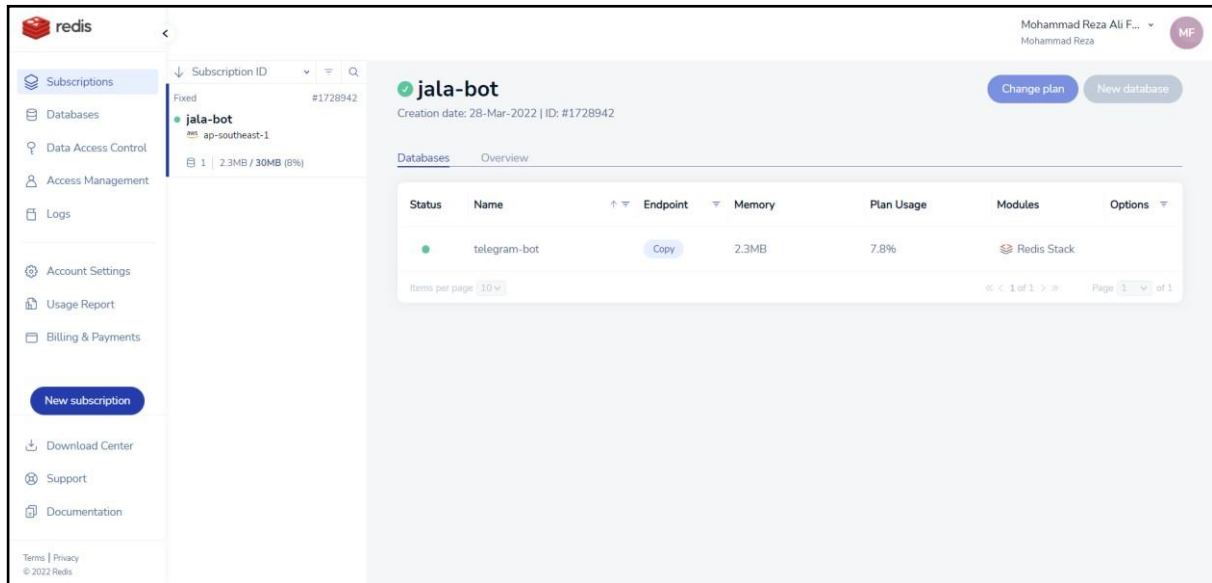 redis
Mohammad Reza Ali F...
Mohammad Reza
MF
Subscriptions
Databases
Data Access Control
Access Management
Logs
Account Settings
Usage Report
Billing & Payments
New subscription
Download Center
Support
Documentation
Terms | Privacy
© 2022 Redis
Subscription ID
Fixed #1728942
jala-bot
aws ap-southeast-1
1 | 2.3MB / 30MB (8%)
jala-bot
Creation date: 28-Mar-2022 | ID: #1728942
Change plan New database
Databases Overview
Status Name Endpoint Memory Plan Usage Modules Options
telegram-bot Copy 2.3MB 7.8% Redis Stack
Items per page 10 « < 1 of 1 > » Page 1 of 1